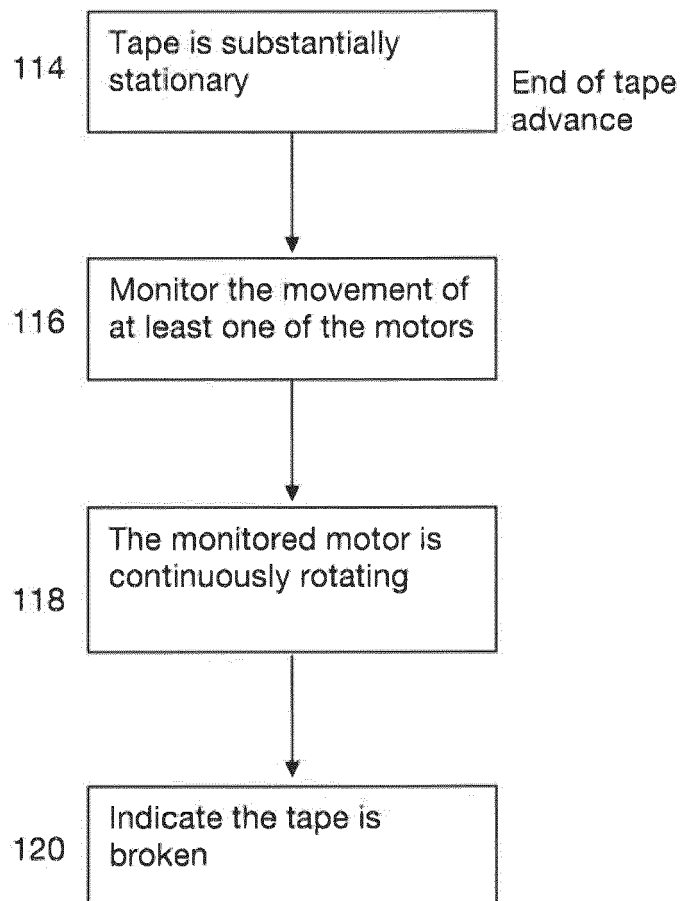 114
Tape is substantially
stationary
End of tape
advance
116
Monitor the movement of
at least one of the motors
118
The monitored motor is
continuously rotating
120
Indicate the tape is
broken